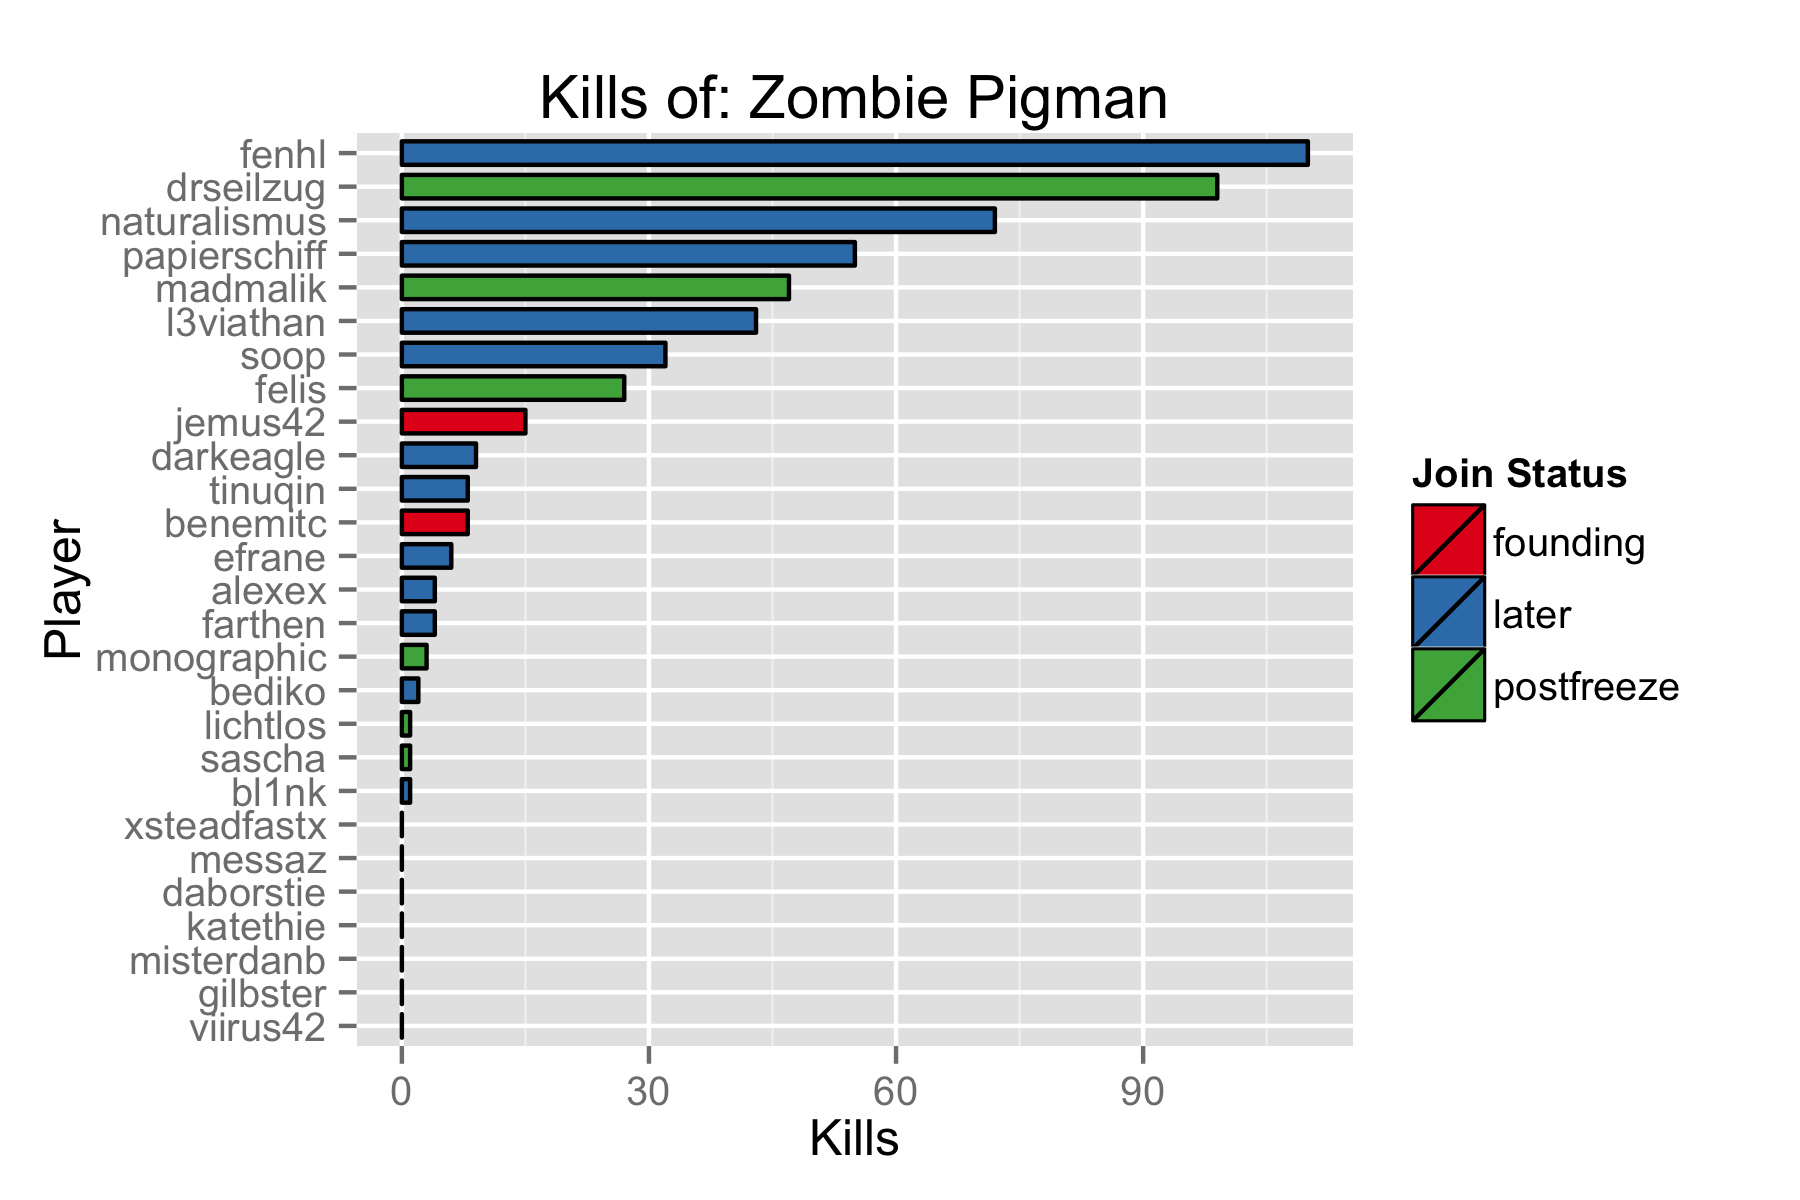 Kills of: Zombie Pigman
fenhl
drseilzug
naturalismus
papierschiff
madmalik
l3viathan
soop
felis
jemus42
darkeagle
tinuqin
benemitc
efrane
alexex
farthen
monographic
bediko
lichtlos
sascha
bl1nk
xsteadfastx
messaz
daborstie
katethie
misterdanb
gilbster
viirus42
Player
0 30 60 90
Kills
Join Status
founding
later
postfreeze